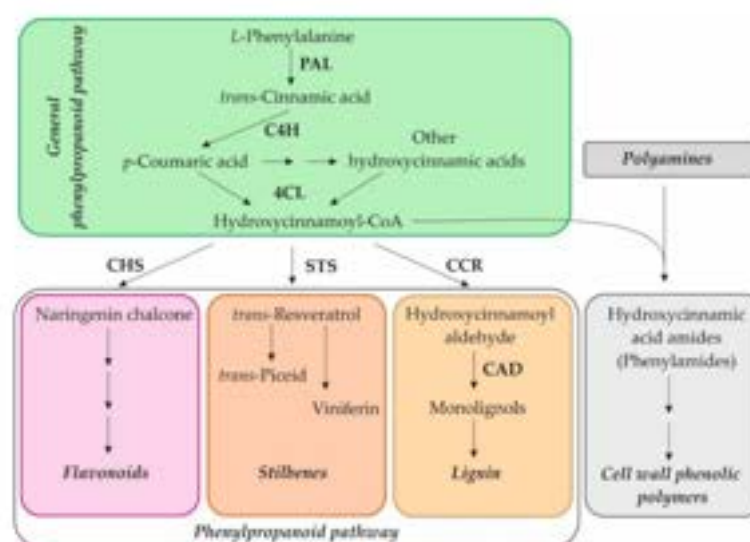 General
phenylpropanoid pathway
L-Phenylalanine
PAL
trans-Cinnamic acid
C4H
Other
p-Coumaric acid
hydroxycinnamic acids
4CL
Hydroxycinnamoyl-CoA
Polyamines
CHS
STS
CCR
Naringenin chalcone
Flavonoids
trans-Resveratrol
trans-Piceid
Viniferin
Stilbenes
Hydroxycinnamoyl
aldehyde
CAD
Monolignols
Lignin
Hydroxycinnamic
acid amides
(Phenylamides)
Cell wall phenolic
polymers
Phenylpropanoid pathway